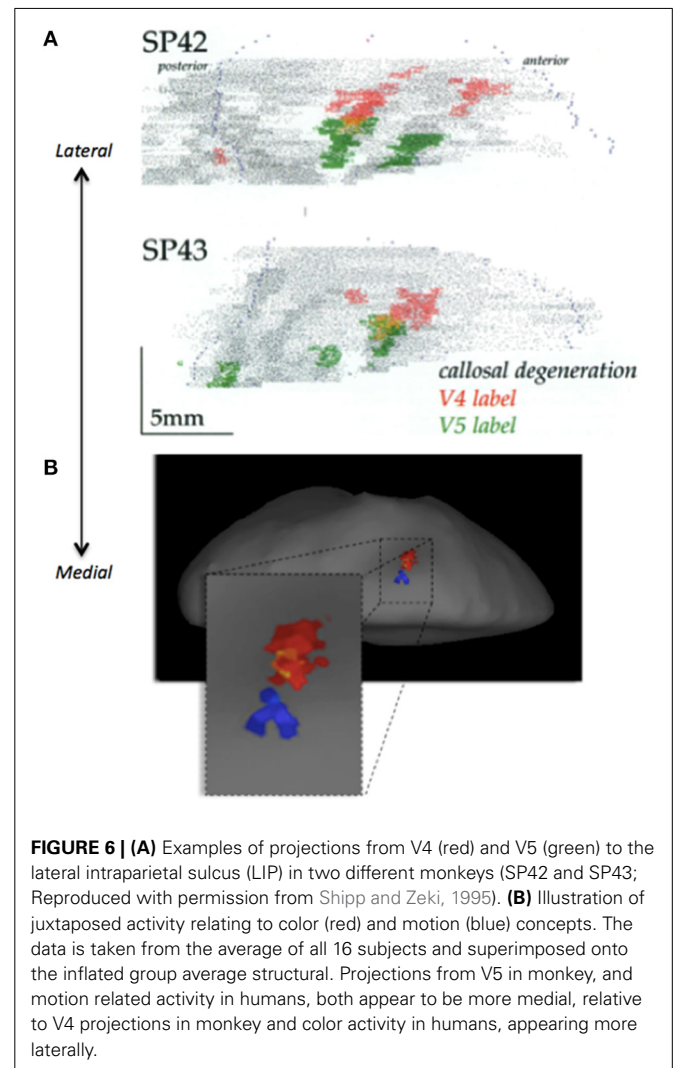 A
SP42
posterior
anterior
Lateral
SP43
callosal degeneration
V4 label
V5 label
5mm
B
Medial
FIGURE 6 | (A) Examples of projections from V4 (red) and V5 (green) to the
lateral intraparietal sulcus (LIP) in two different monkeys (SP42 and SP43;
Reproduced with permission from Shipp and Zeki, 1995). (B) Illustration of
juxtaposed activity relating to color (red) and motion (blue) concepts. The
data is taken from the average of all 16 subjects and superimposed onto
the inflated group average structural. Projections from V5 in monkey, and
motion related activity in humans, both appear to be more medial, relative
to V4 projections in monkey and color activity in humans, appearing more
laterally.